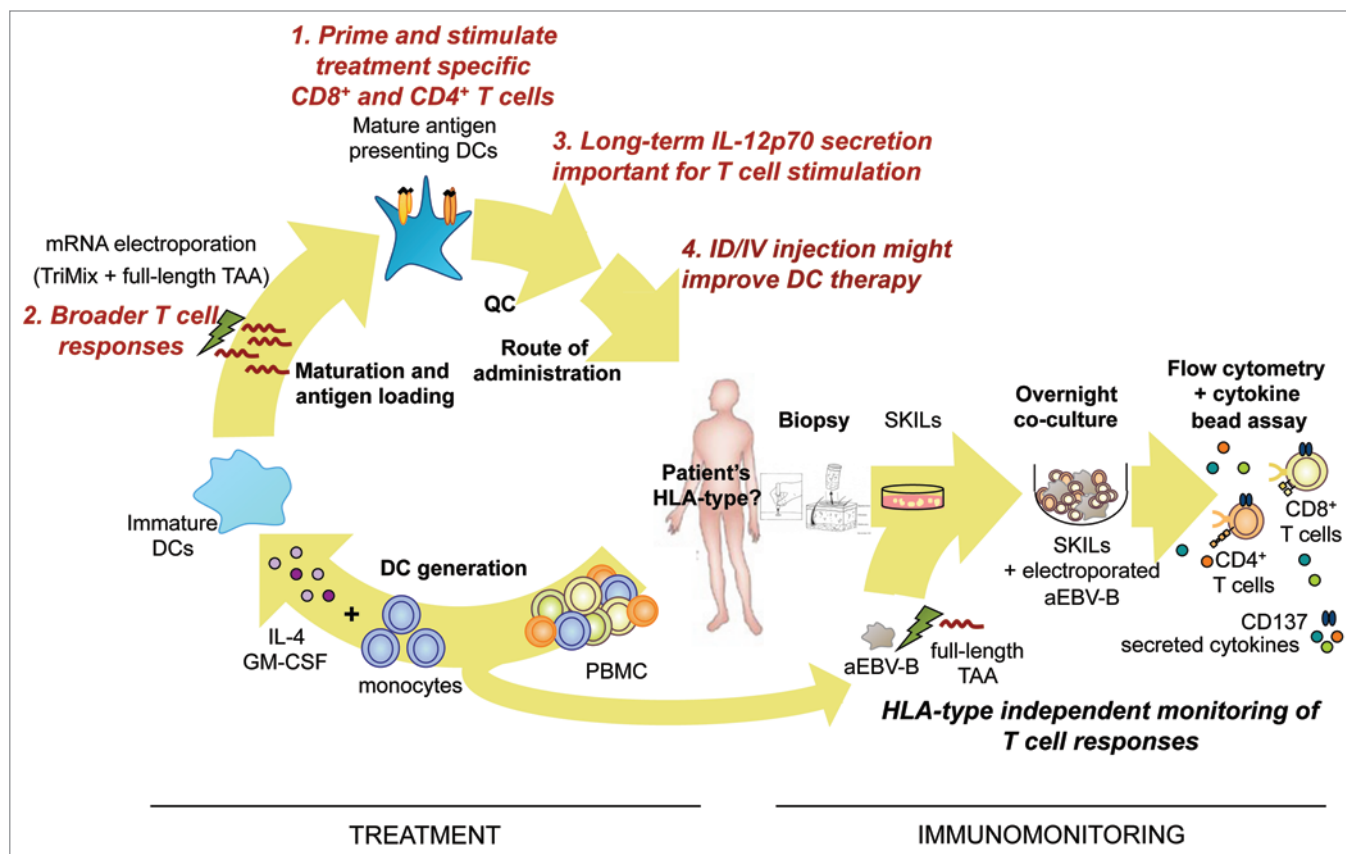 1. Prime and stimulate
treatment specific
CD8+ and CD4+ T cells
Mature antigen
presenting DCs
3. Long-term IL-12p70 secretion
important for T cell stimulation
mRNA electroporation
(TriMix + full-length TAA)
4. ID/IV injection might
improve DC therapy
2. Broader T cell
responses
QC
Route of
administration
Maturation and
antigen loading
Immature
DCs
DC generation
+
IL-4
GM-CSF
monocytes
PBMC
Patient's
HLA-type?
Biopsy
SKILs
Overnight
co-culture
Flow cytometry
+ cytokine
bead assay
SKILs
+ electroporated
aEBV-B
CD8+
T cells
CD4+
T cells
CD137
secreted cytokines
aEBV-B
full-length
TAA
HLA-type independent monitoring of
T cell responses
TREATMENT
IMMUNOMONITORING